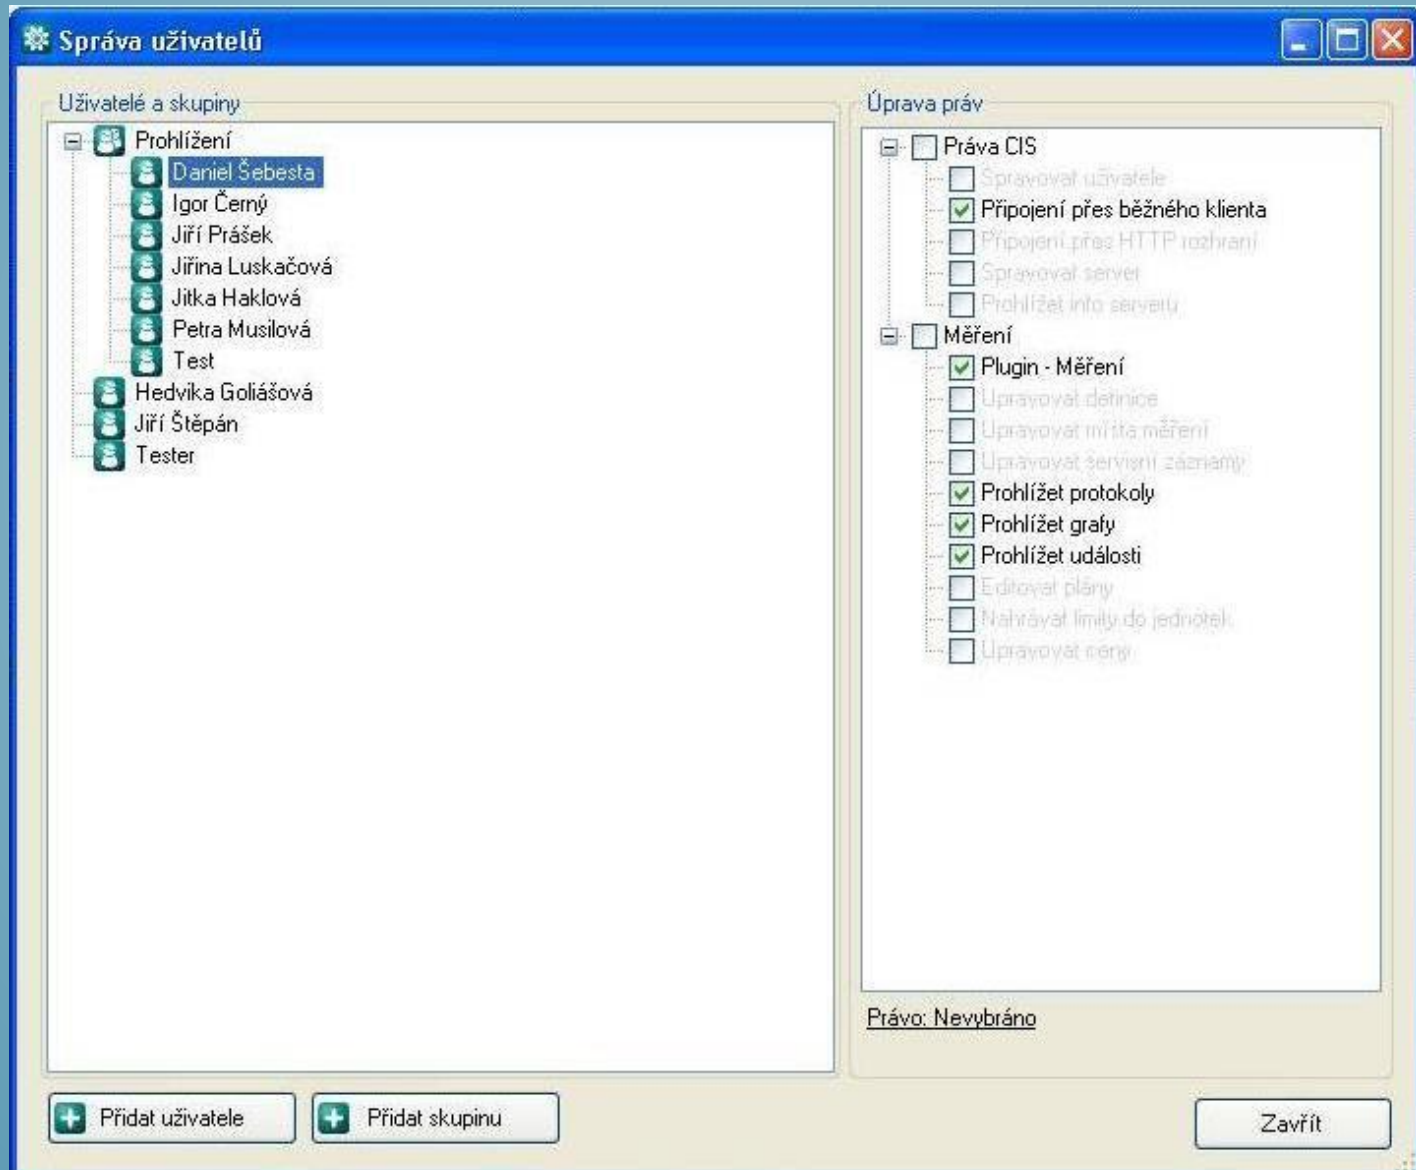 Správa uživatelů
Uživatelé a skupiny
Prohlížení
Daniel Šebesta
Igor Černý
Jiří Prášek
Jiřina Luskačová
Jitka Haklová
Petra Musilová
Test
Hedvika Goliášová
Jiří Štěpán
Tester
Úprava práv
Práva CIS
Spravovat uživatele
Připojení přes běžného klienta
Připojení přes HTTP rozhraní
Spravovat server
Prohlížet info serveru
Měření
Plugin - Měření
Upravovat definice
Upravovat místa měření
Upravovat servisní záznamy
Prohlížet protokoly
Prohlížet grafy
Prohlížet události
Editovat plány
Nahrávat limity do jednotek
Upravovat ceny
Právo: Nevybráno
Přidat uživatele
Přidat skupinu
Zavřít